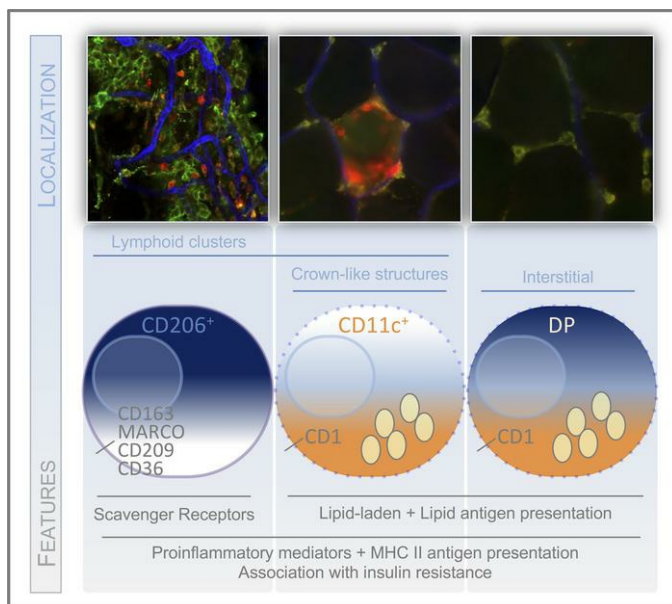 LOCALIZATION
Lymphoid clusters
Crown-like structures
Interstitial
CD206⁺
CD11c⁺
DP
CD163
MARCO
CD209
CD36
CD1
CD1
Scavenger Receptors
Lipid-laden + Lipid antigen presentation
Proinflammatory mediators + MHC II antigen presentation
Association with insulin resistance
FEATURES